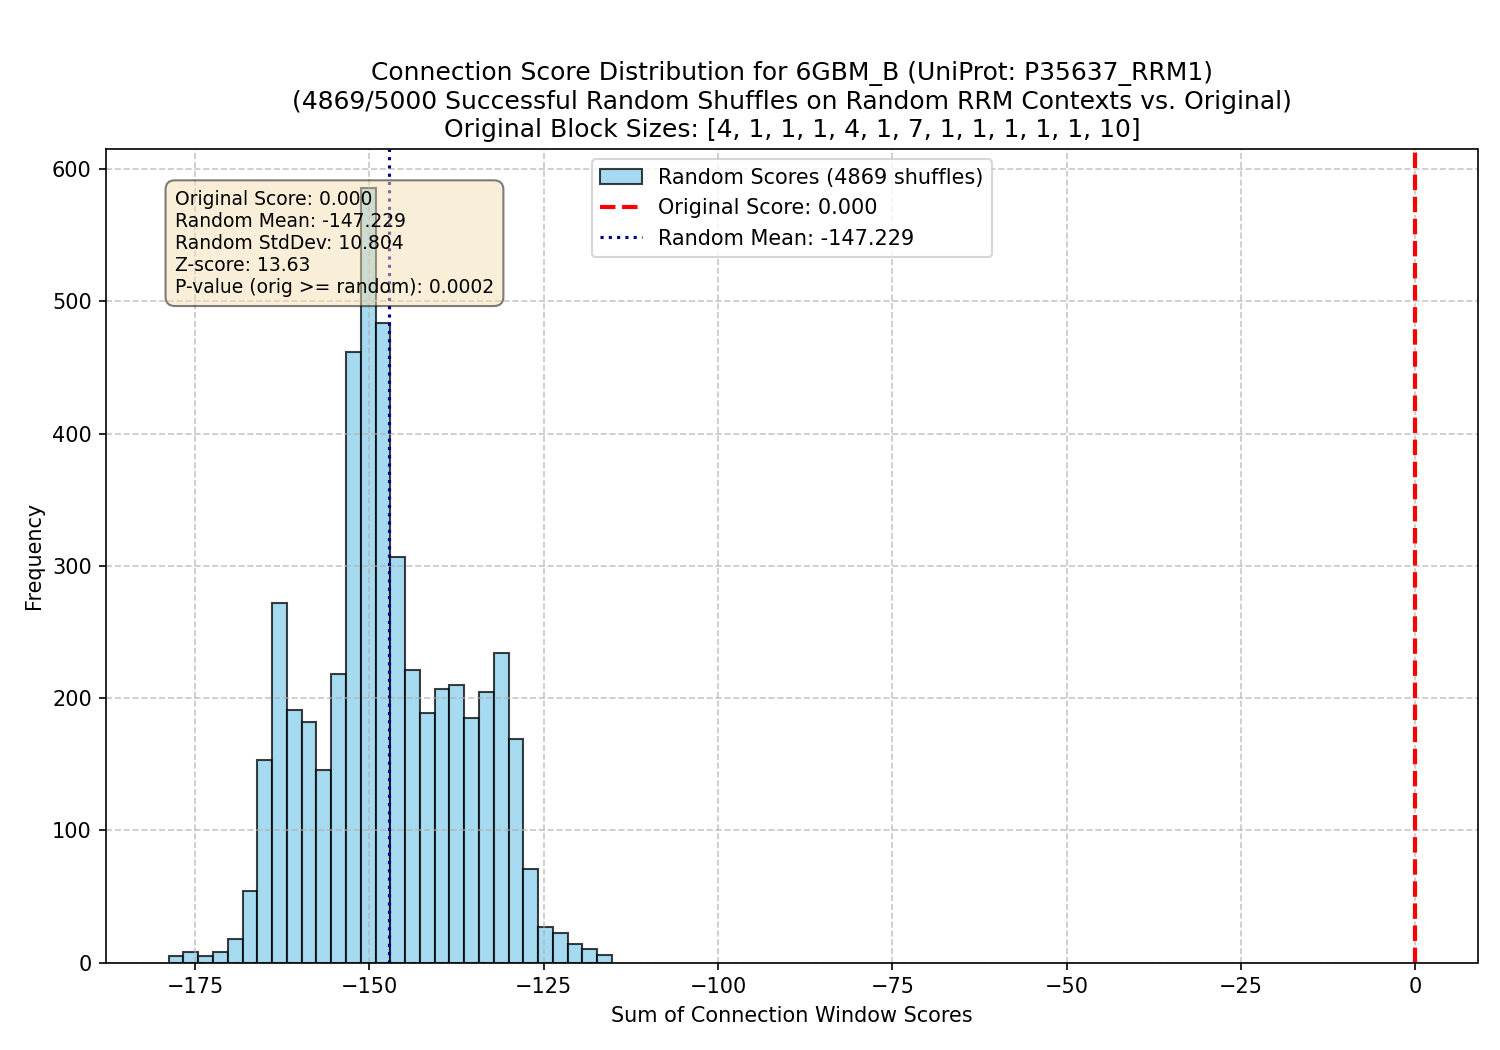 Connection Score Distribution for 6GBM_B (UniProt: P35637_RRM1)
(4869/5000 Successful Random Shuffles on Random RRM Contexts vs. Original)
Original Block Sizes: [4, 1, 1, 1, 4, 1, 7, 1, 1, 1, 1, 1, 10]
Original Score: 0.000
Random Mean: -147.229
Random StdDev: 10.804
Z-score: 13.63
P-value (orig >= random): 0.0002
Random Scores (4869 shuffles)
Original Score: 0.000
Random Mean: -147.229
Frequency
600
500
400
300
200
100
0
−175 −150 −125 −100 −75 −50 −25 0
Sum of Connection Window Scores